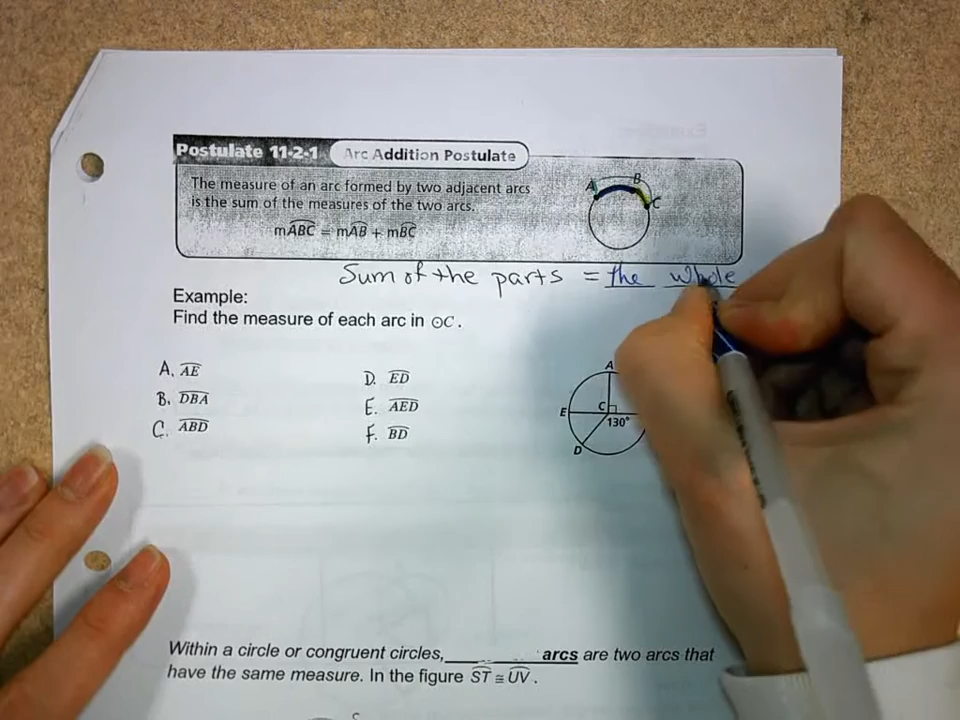 Postulate 11-2-1 Arc Addition Postulate
The measure of an arc formed by two adjacent arcs
is the sum of the measures of the two arcs.
mABC = mAB + mBC
A
B
C
Sum of the parts = the whole
Example:
Find the measure of each arc in ⊙C.
A. AE
B. DBA
C. ABD
D. ED
E. AED
F. BD
A
E
C
130°
D
Within a circle or congruent circles,________ arcs are two arcs that
have the same measure. In the figure ST ≅ UV.